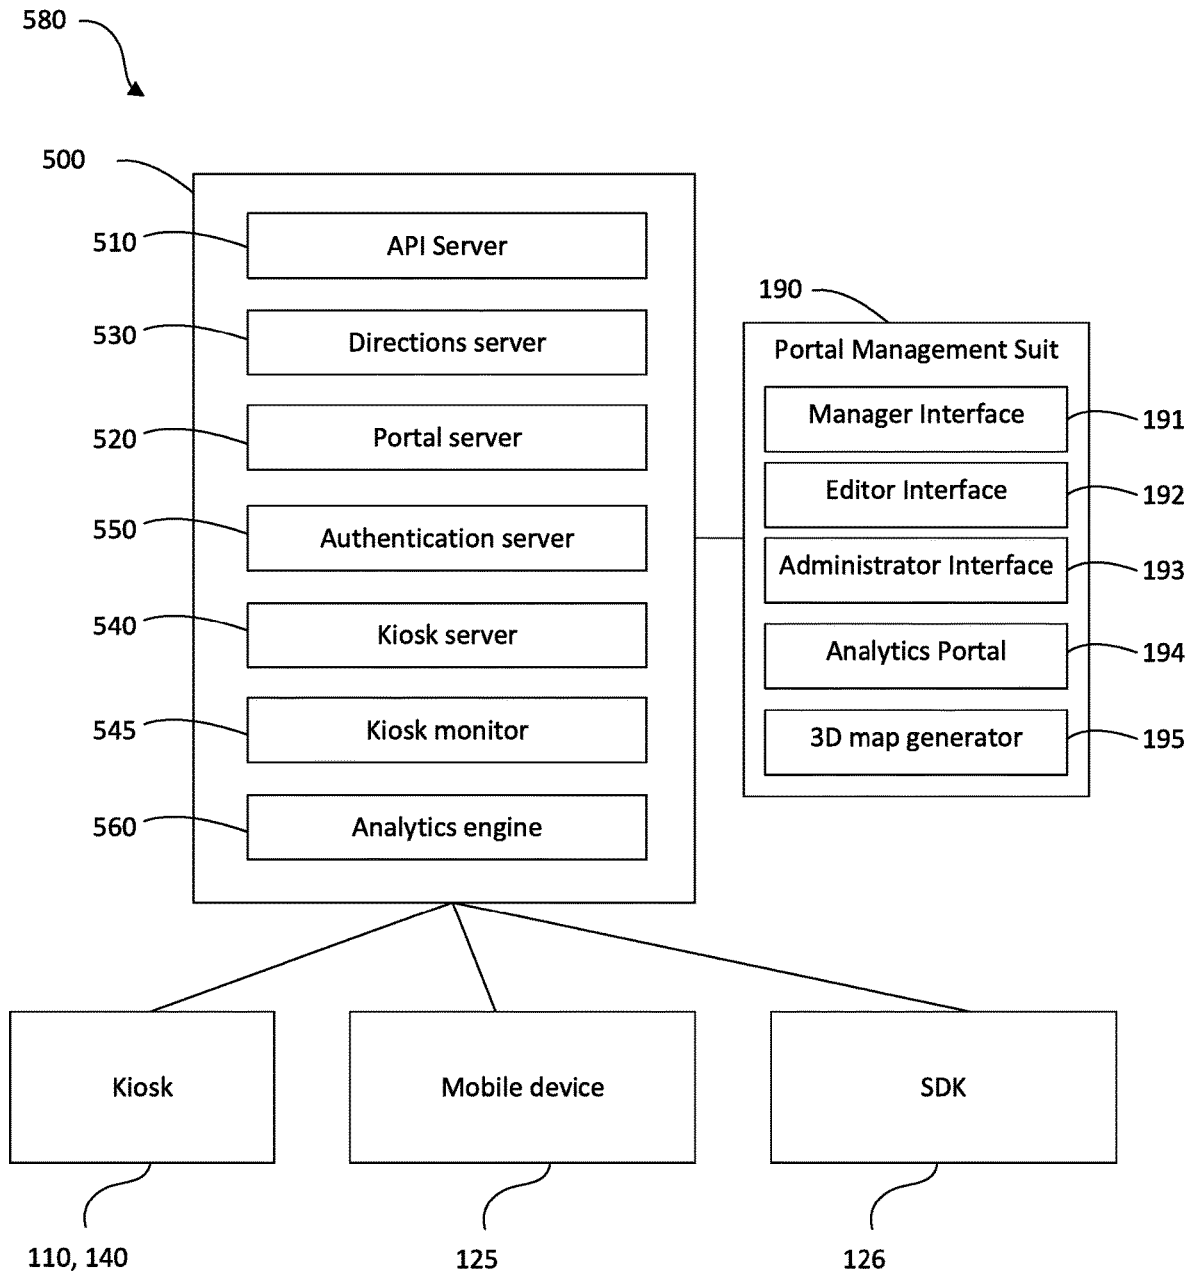 580
500
510
API Server
530
Directions server
520
Portal server
550
Authentication server
540
Kiosk server
545
Kiosk monitor
560
Analytics engine
190
Portal Management Suit
Manager Interface
191
Editor Interface
192
Administrator Interface
193
Analytics Portal
194
3D map generator
195
Kiosk
Mobile device
SDK
110, 140
125
126